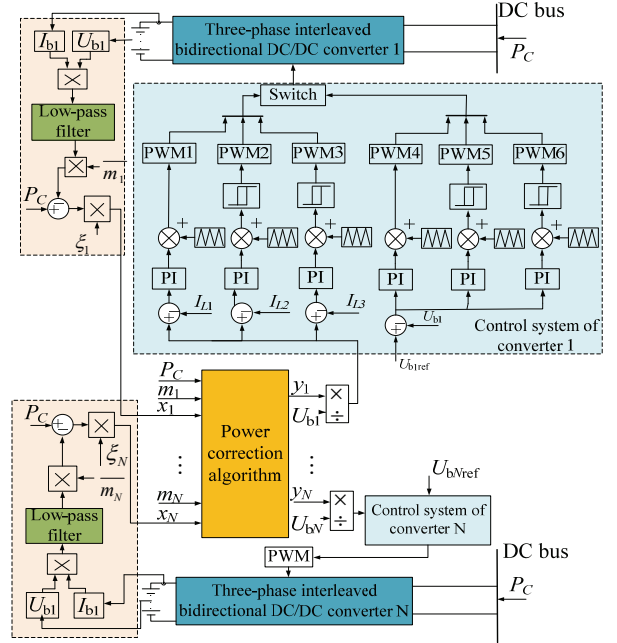 DC bus
P_C
I_b1
U_b1
Three-phase interleaved
bidirectional DC/DC converter 1
×
Low-pass
filter
×
m_1
P_C
+
−
×
ξ_1
Switch
PWM1
PWM2
PWM3
PWM4
PWM5
PWM6
+
+
+
+
+
+
PI
PI
PI
PI
PI
PI
I_L1
I_L2
I_L3
U_b1
U_b1ref
Control system of
converter 1
P_C
m_1
x_1
⋮
m_N
x_N
Power
correction
algorithm
y_1
U_b1
×
÷
⋮
y_N
U_bN
×
÷
U_bNref
Control system of
converter N
PWM
P_C
+
−
×
ξ_N
×
m_N
Low-pass
filter
×
U_b1
I_b1
Three-phase interleaved
bidirectional DC/DC converter N
DC bus
P_C